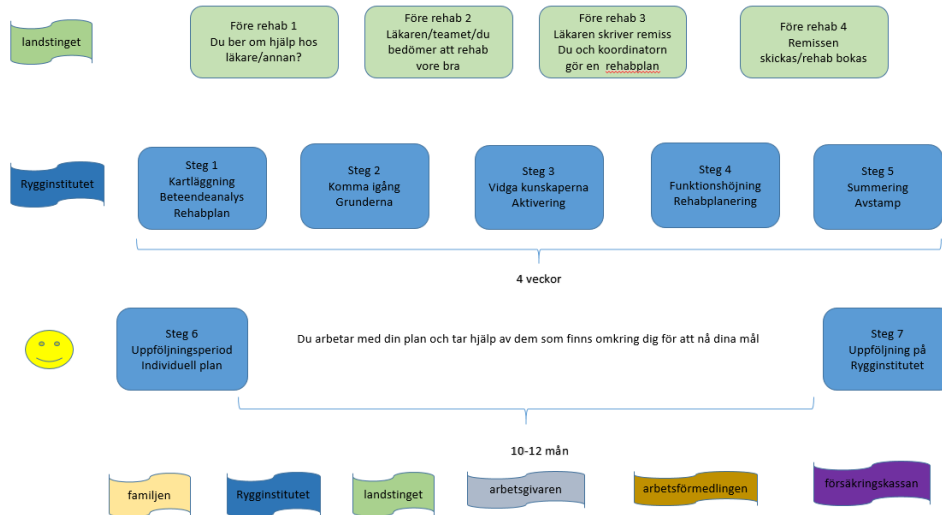 landstinget
Före rehab 1
Du ber om hjälp hos
läkare/annan?
Före rehab 2
Läkaren/teamet/du
bedömer att rehab
vore bra
Före rehab 3
Läkaren skriver remiss
Du och koordinatorn
gör en rehabplan
Före rehab 4
Remissen
skickas/rehab bokas
Rygginstitutet
Steg 1
Kartläggning
Beteendeanalys
Rehabplan
Steg 2
Komma igång
Grunderna
Steg 3
Vidga kunskaperna
Aktivering
Steg 4
Funktionshöjning
Rehabplanering
Steg 5
Summering
Avstamp
4 veckor
Steg 6
Uppföljningsperiod
Individuell plan
Du arbetar med din plan och tar hjälp av dem som finns omkring dig för att nå dina mål
Steg 7
Uppföljning på
Rygginstitutet
10-12 mån
familjen
Rygginstitutet
landstinget
arbetsgivaren
arbetsförmedlingen
försäkringskassan